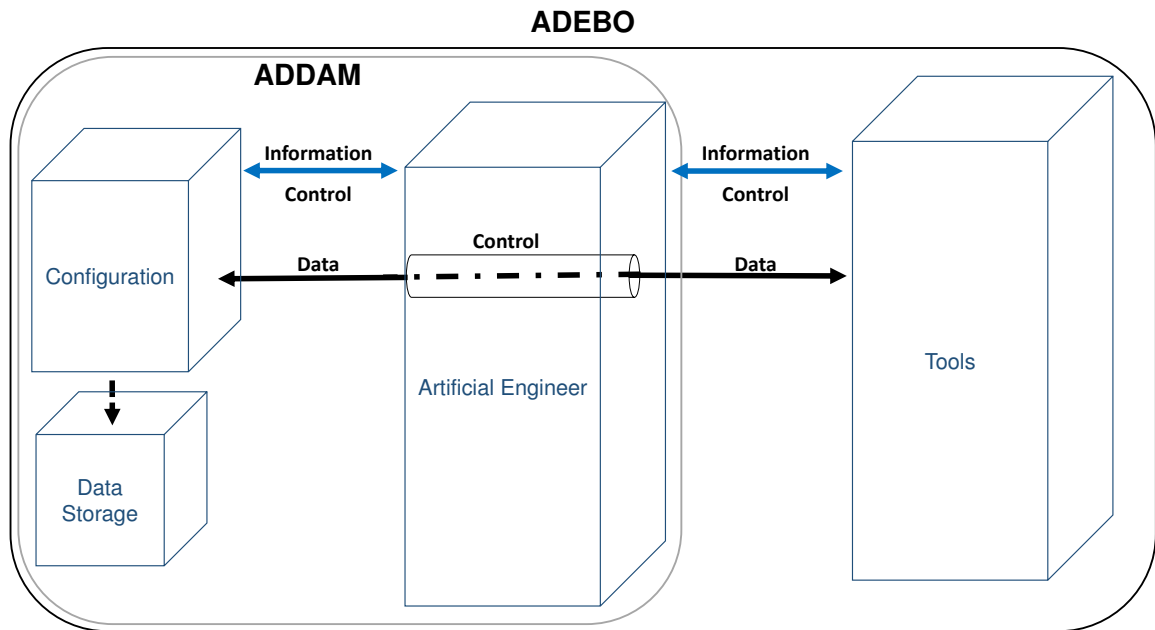 ADEBO
ADDAM
Information
Control
Information
Control
Control
Data
Data
Configuration
Artificial Engineer
Tools
Data
Storage